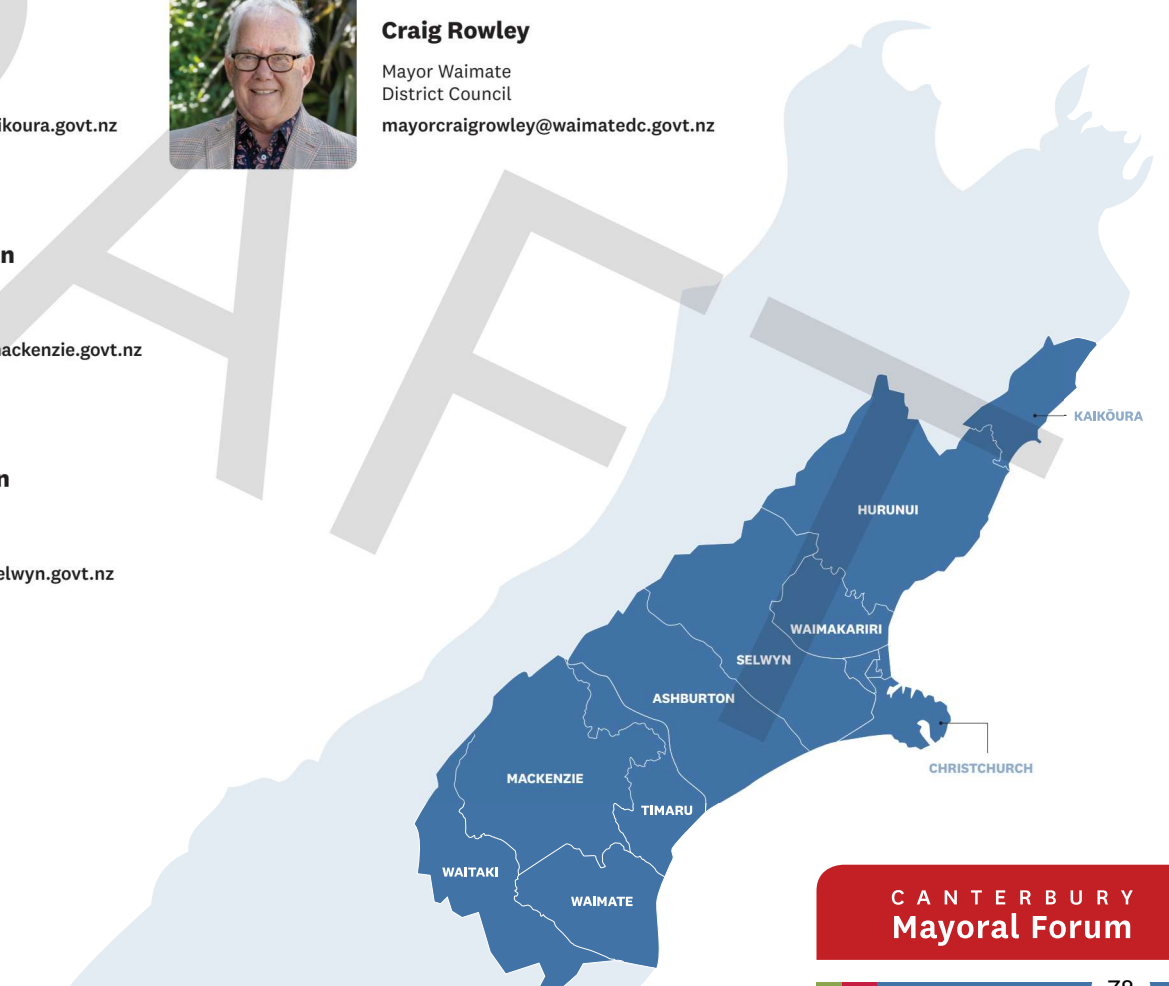 Craig Rowley
Mayor Waimate
District Council
mayorcraigrowley@waimatedc.govt.nz
ikoura.govt.nz
n
ackenzie.govt.nz
n
elwyn.govt.nz
AFT
KAIKŌURA
HURUNUI
WAIMAKARIRI
SELWYN
ASHBURTON
CHRISTCHURCH
MACKENZIE
TIMARU
WAITAKI
WAIMATE
CANTERBURY
Mayoral Forum